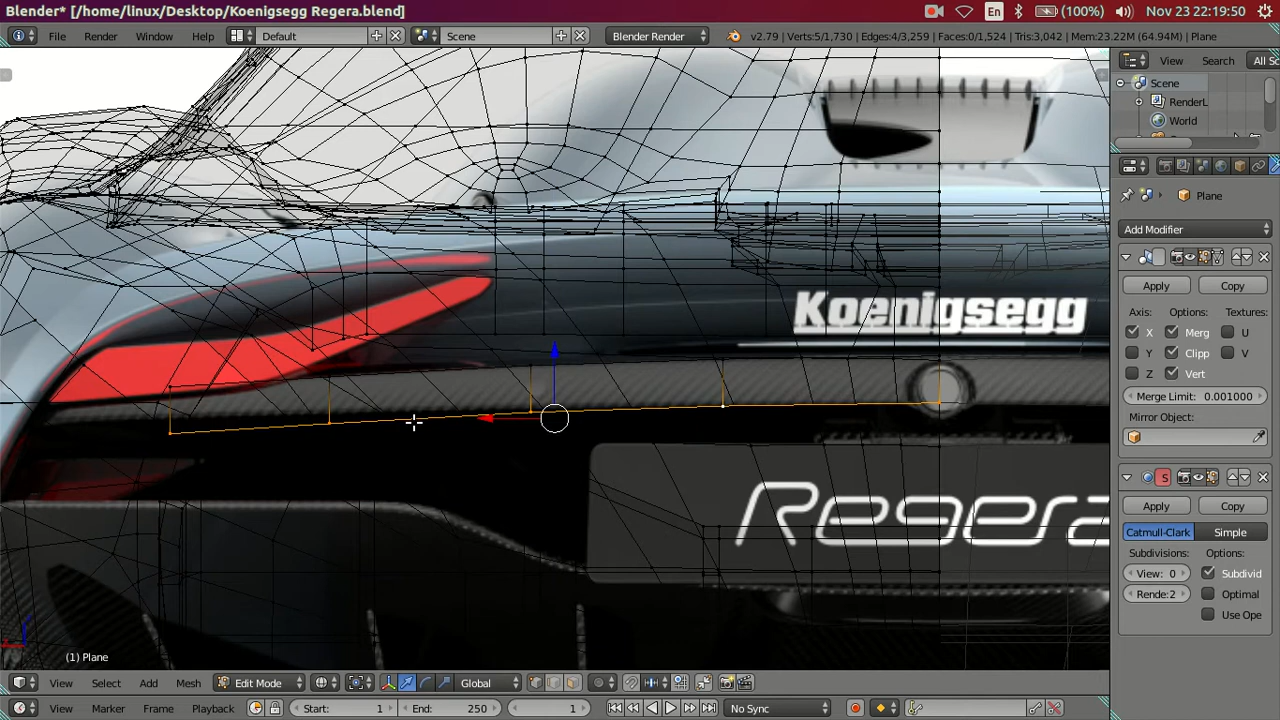 Blender* [/home/linux/Desktop/Koenigsegg Regera.blend]
En
(100%)
Nov 23 22:19:50
File Render Window Help Default Scene Blender Render v2.79 | Verts:5/1,730 | Edges:4/3,259 | Faces:0/1,524 | Tris:3,042 | Mem:23.22M (64.94M) | Plane
View Search All Sc
Scene
RenderL
World
Plane
Add Modifier
Apply Copy
Axis: Options: Textures:
X Merg U
Y Clipp V
Z Vert
Merge Limit: 0.001000
Mirror Object:
S
Apply Copy
Catmull-Clark Simple
Subdivisions: Options:
View: 0 Subdivid
Rende:2 Optimal
Use Ope
Koenigsegg
Regera
(1) Plane
View Select Add Mesh Edit Mode Global
View Marker Frame Playback Start: 1 End: 250 1 No Sync